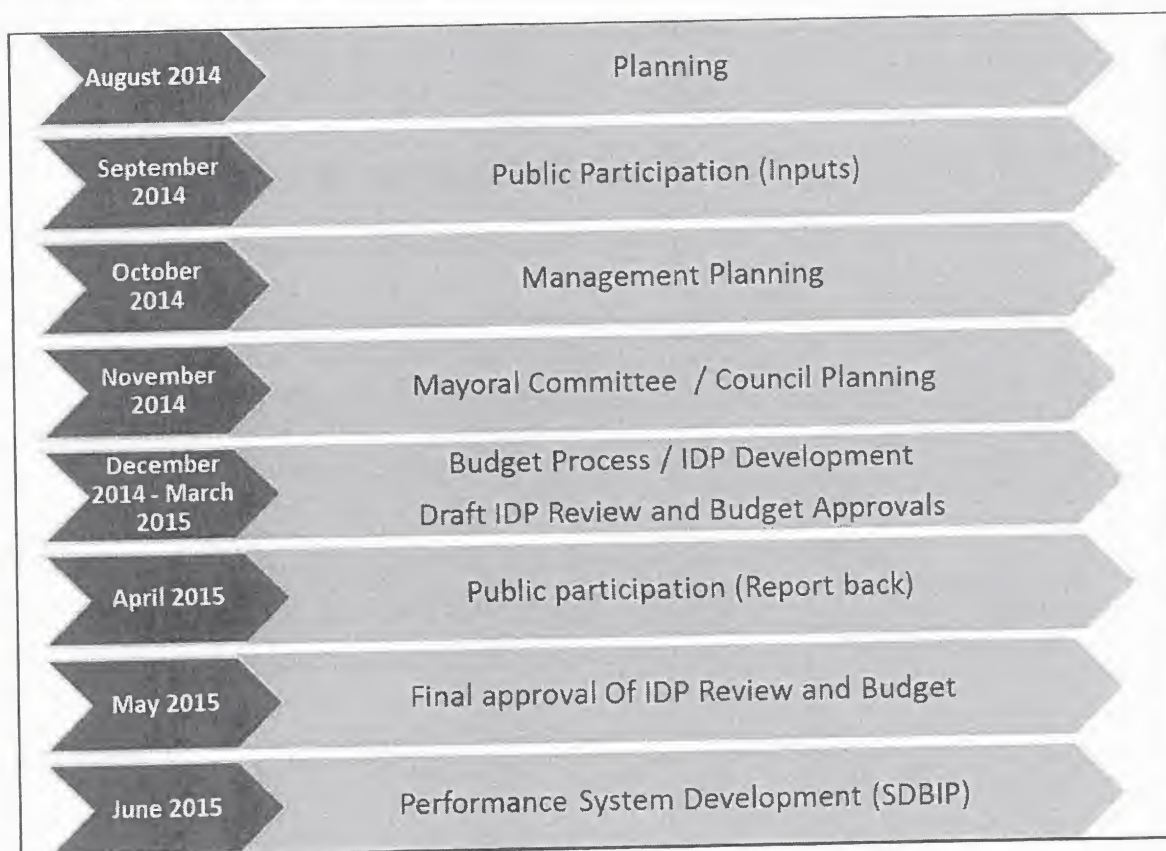 August 2014
Planning
September
2014
Public Participation (Inputs)
October
2014
Management Planning
November
2014
Mayoral Committee / Council Planning
December
2014 - March
2015
Budget Process / IDP Development
Draft IDP Review and Budget Approvals
April 2015
Public participation (Report back)
May 2015
Final approval Of IDP Review and Budget
June 2015
Performance System Development (SDBIP)